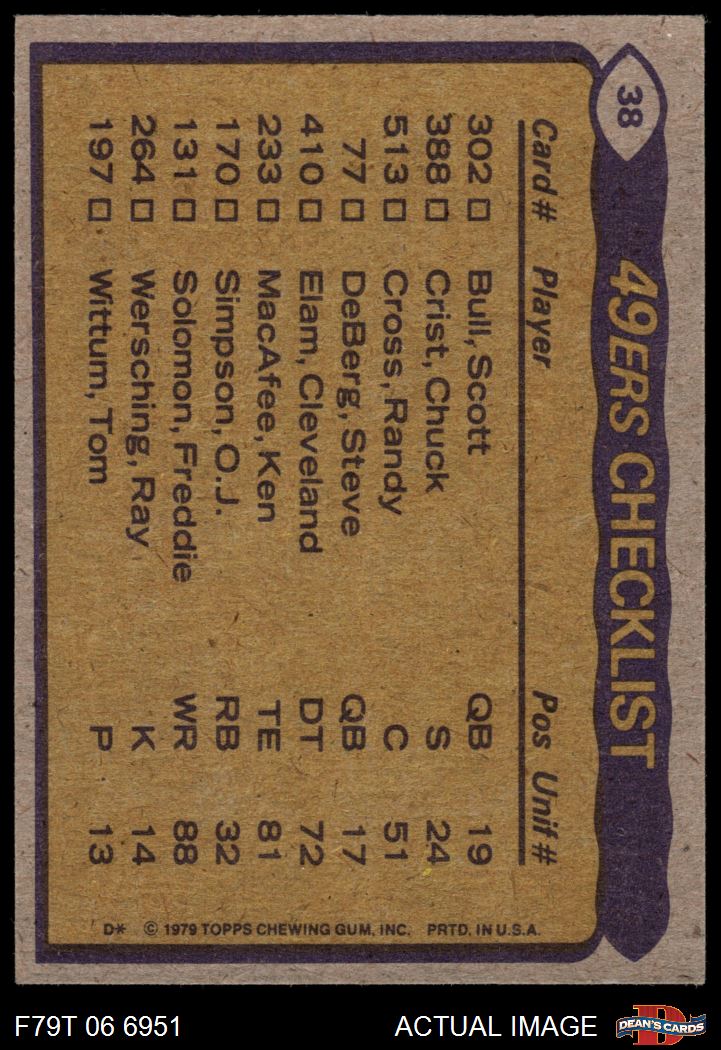 38
49ERS CHECKLIST
Card # Player Pos Unif #
302 □ Bull, Scott QB 19
388 □ Crist, Chuck S 24
513 □ Cross, Randy C 51
77 □ DeBerg, Steve QB 17
410 □ Elam, Cleveland DT 72
233 □ MacAfee, Ken TE 81
170 □ Simpson, O.J. RB 32
131 □ Solomon, Freddie WR 88
264 □ Wersching, Ray K 14
197 □ Wittum, Tom P 13
D* © 1979 TOPPS CHEWING GUM, INC. PRTD. IN U.S.A.
F79T 06 6951 ACTUAL IMAGE
D
DEAN'S CARDS